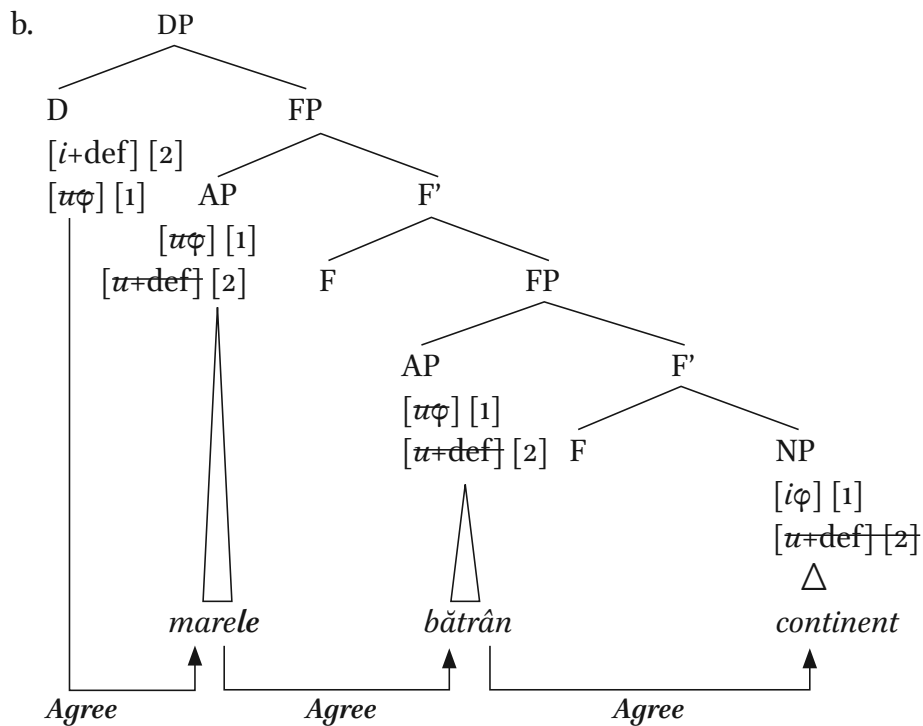 b. DP
D FP
[i+def] [2]
[uφ] [1] AP F’
[uφ] [1]
[u+def] [2] F FP
AP F’
[uφ] [1]
[u+def] [2] F NP
[iφ] [1]
[u+def] [2]
marele bătrân continent
Agree Agree Agree